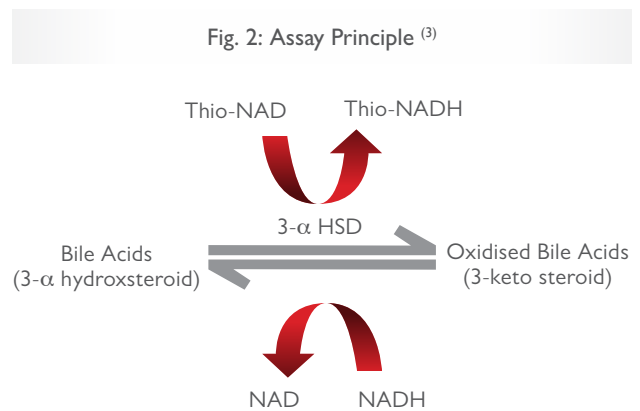 Fig. 2: Assay Principle (3)
Thio-NAD Thio-NADH
3-α HSD
Bile Acids
(3-α hydroxsteroid)
Oxidised Bile Acids
(3-keto steroid)
NAD NADH